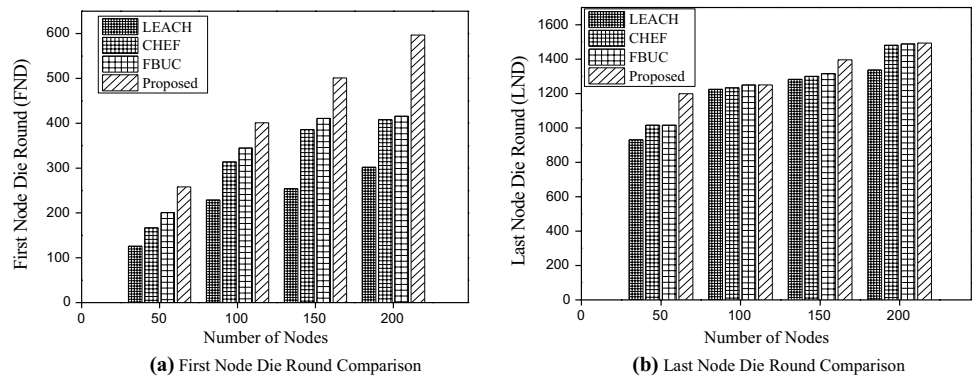 First Node Die Round (FND)
600
500
400
300
200
100
0
LEACH
CHEF
FBUC
Proposed
0 50 100 150 200
Number of Nodes
(a) First Node Die Round Comparison
Last Node Die Round (LND)
1600
1400
1200
1000
800
600
400
200
0
LEACH
CHEF
FBUC
Proposed
0 50 100 150 200
Number of Nodes
(b) Last Node Die Round Comparison